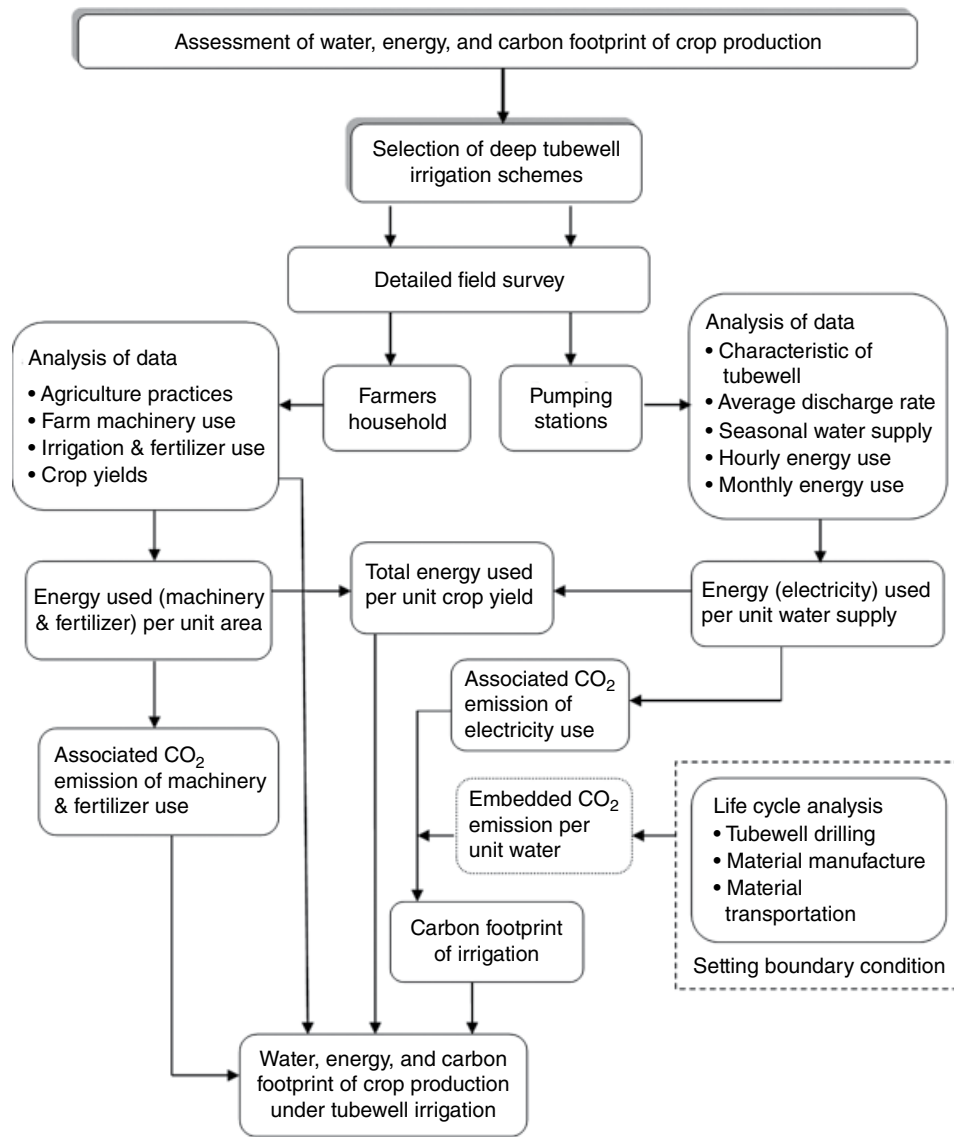 Assessment of water, energy, and carbon footprint of crop production
Selection of deep tubewell
irrigation schemes
Detailed field survey
Analysis of data
• Agriculture practices
• Farm machinery use
• Irrigation & fertilizer use
• Crop yields
Farmers
household
Pumping
stations
Analysis of data
• Characteristic of
tubewell
• Average discharge rate
• Seasonal water supply
• Hourly energy use
• Monthly energy use
Energy used (machinery
& fertilizer) per unit area
Total energy used
per unit crop yield
Energy (electricity) used
per unit water supply
Associated CO₂
emission of
electricity use
Associated CO₂
emission of machinery
& fertilizer use
Embedded CO₂
emission per
unit water
Life cycle analysis
• Tubewell drilling
• Material manufacture
• Material
transportation
Setting boundary condition
Carbon footprint
of irrigation
Water, energy, and carbon
footprint of crop production
under tubewell irrigation